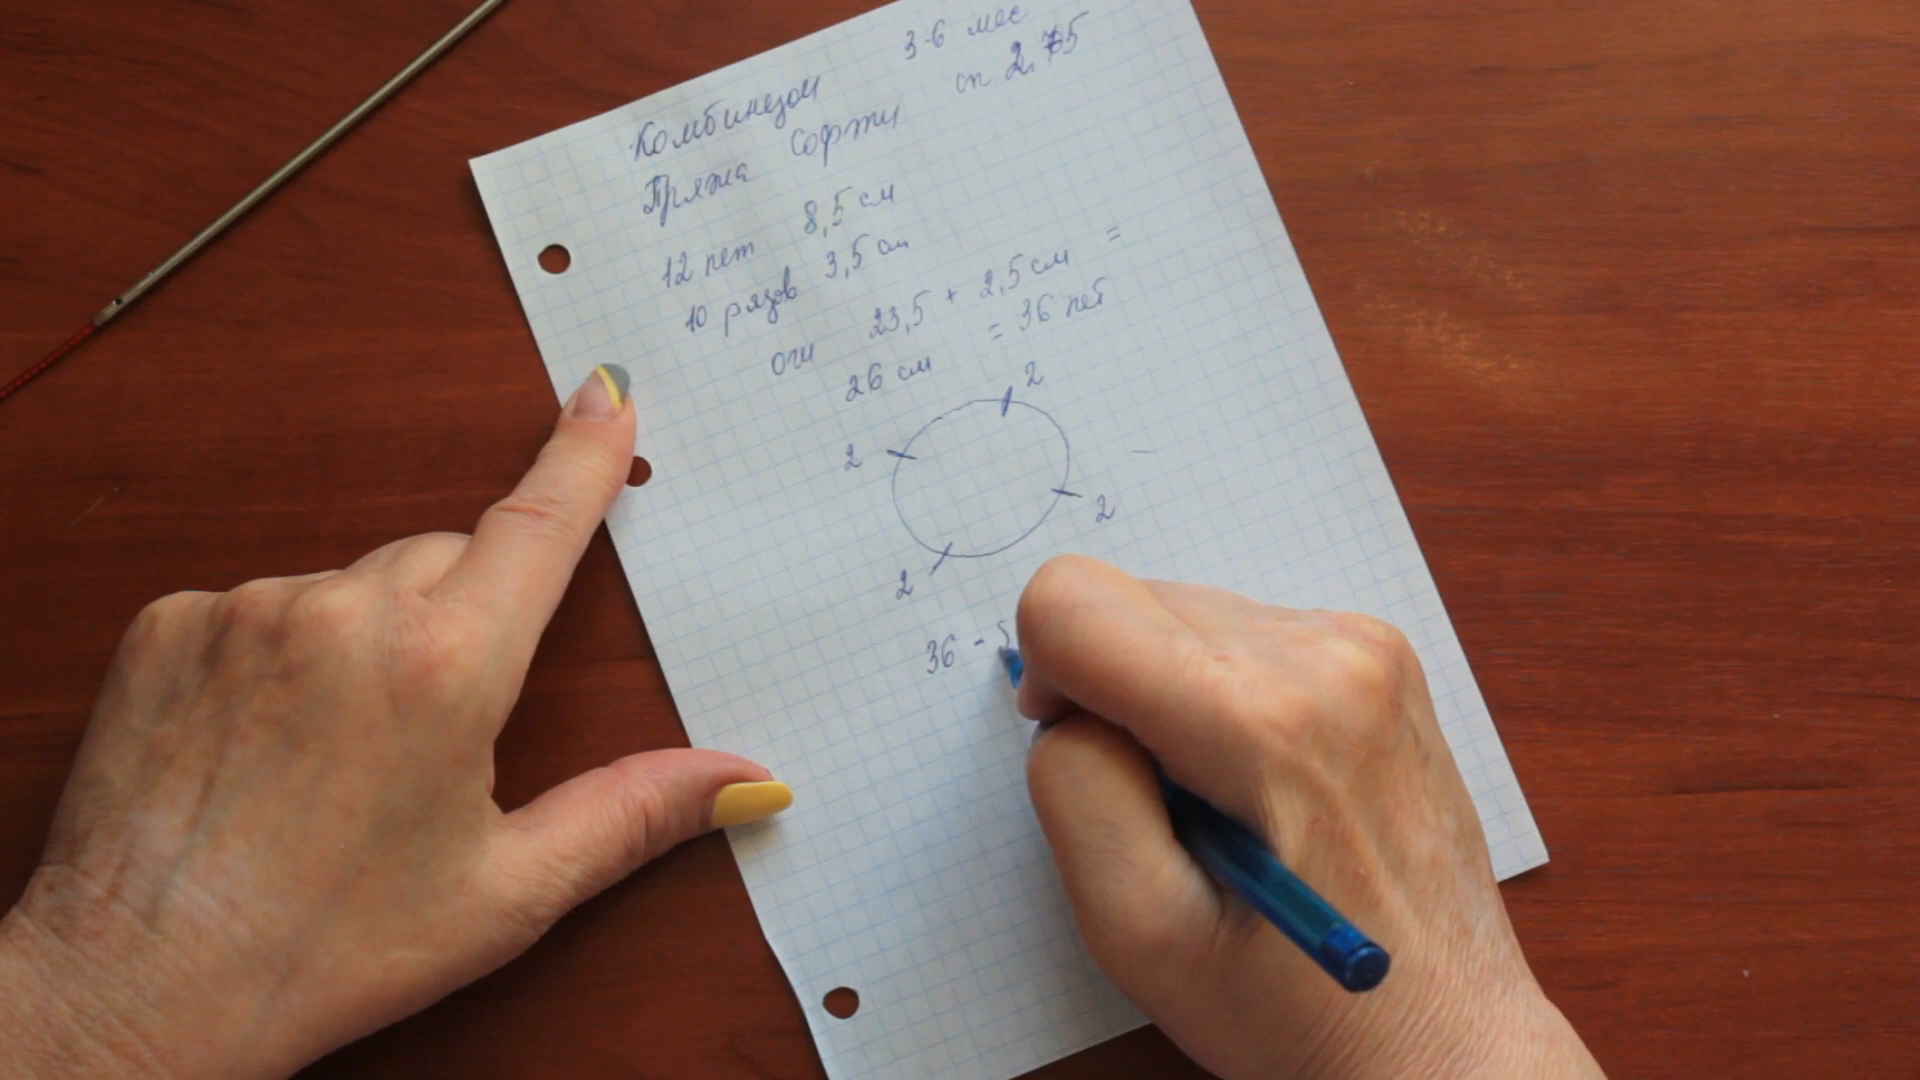 Комбинезон 3-6 мес
Пряжа Софти сп. 2,75
12 пет 8,5 см
10 рядов 3,5 см
ОГИ 23,5 + 2,5 см =
26 см = 36 пет
2
2
2
2
36 -